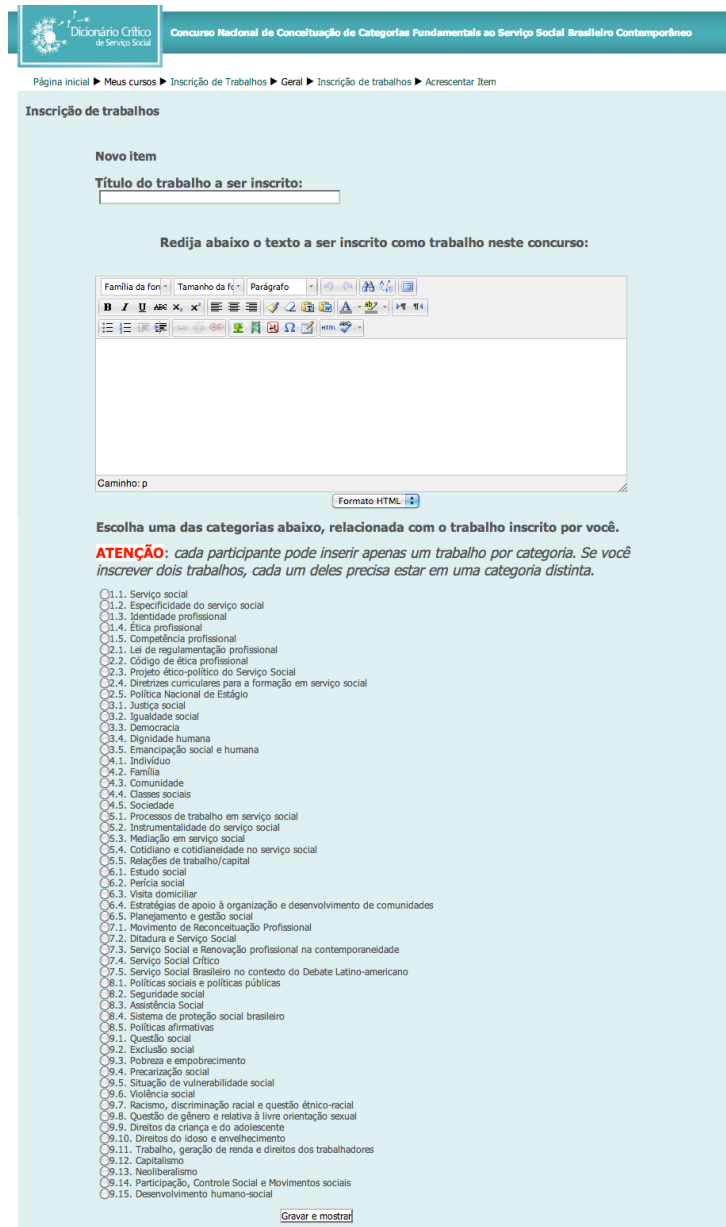 Dicionário Crítico
de Serviço Social
Concurso Nacional de Conceituação de Categorias Fundamentais ao Serviço Social Brasileiro Contemporâneo
Página inicial ► Meus cursos ► Inscrição de Trabalhos ► Geral ► Inscrição de trabalhos ► Acrescentar Item
Inscrição de trabalhos
Novo item
Título do trabalho a ser inscrito:
Redija abaixo o texto a ser inscrito como trabalho neste concurso:
Família da fon Tamanho da fo Parágrafo
B I U ABC x₂ x² A ab
Ω HTML ABC
Caminho: p
Formato HTML
Escolha uma das categorias abaixo, relacionada com o trabalho inscrito por você.
ATENÇÃO: cada participante pode inserir apenas um trabalho por categoria. Se você
inscrever dois trabalhos, cada um deles precisa estar em uma categoria distinta.
1.1. Serviço social
1.2. Especificidade do serviço social
1.3. Identidade profissional
1.4. Ética profissional
1.5. Competência profissional
2.1. Lei de regulamentação profissional
2.2. Código de ética profissional
2.3. Projeto ético-político do Serviço Social
2.4. Diretrizes curriculares para a formação em serviço social
2.5. Política Nacional de Estágio
3.1. Justiça social
3.2. Igualdade social
3.3. Democracia
3.4. Dignidade humana
3.5. Emancipação social e humana
4.1. Indivíduo
4.2. Família
4.3. Comunidade
4.4. Classes sociais
4.5. Sociedade
5.1. Processos de trabalho em serviço social
5.2. Instrumentalidade do serviço social
5.3. Mediação em serviço social
5.4. Cotidiano e cotidianeidade no serviço social
5.5. Relações de trabalho/capital
6.1. Estudo social
6.2. Perícia social
6.3. Visita domiciliar
6.4. Estratégias de apoio à organização e desenvolvimento de comunidades
6.5. Planejamento e gestão social
7.1. Movimento de Reconceituação Profissional
7.2. Ditadura e Serviço Social
7.3. Serviço Social e Renovação profissional na contemporaneidade
7.4. Serviço Social Crítico
7.5. Serviço Social Brasileiro no contexto do Debate Latino-americano
8.1. Políticas sociais e políticas públicas
8.2. Seguridade social
8.3. Assistência Social
8.4. Sistema de proteção social brasileiro
8.5. Políticas afirmativas
9.1. Questão social
9.2. Exclusão social
9.3. Pobreza e empobrecimento
9.4. Precarização social
9.5. Situação de vulnerabilidade social
9.6. Violência social
9.7. Racismo, discriminação racial e questão étnico-racial
9.8. Questão de gênero e relativa à livre orientação sexual
9.9. Direitos da criança e do adolescente
9.10. Direitos do idoso e envelhecimento
9.11. Trabalho, geração de renda e direitos dos trabalhadores
9.12. Capitalismo
9.13. Neoliberalismo
9.14. Participação, Controle Social e Movimentos sociais
9.15. Desenvolvimento humano-social
Gravar e mostrar